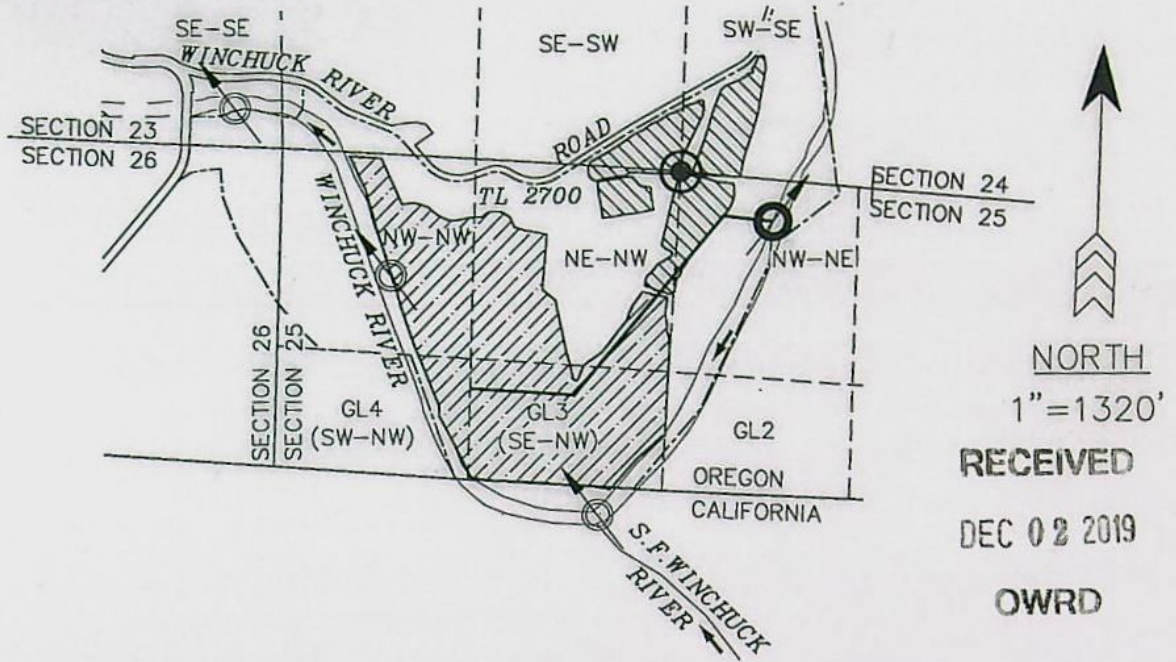 SE-SE
SE-SW
SW-SE
WINCHUCK RIVER ROAD
SECTION 23
SECTION 26
SECTION 24
SECTION 25
TL 2700
NW-NW
NE-NW
NW-NE
WINCHUCK RIVER
SECTION 26
SECTION 25
GL4
(SW-NW)
GL3
(SE-NW)
GL2
OREGON
CALIFORNIA
S.F. WINCHUCK
RIVER
NORTH
1"=1320'
RECEIVED
DEC 02 2019
OWRD